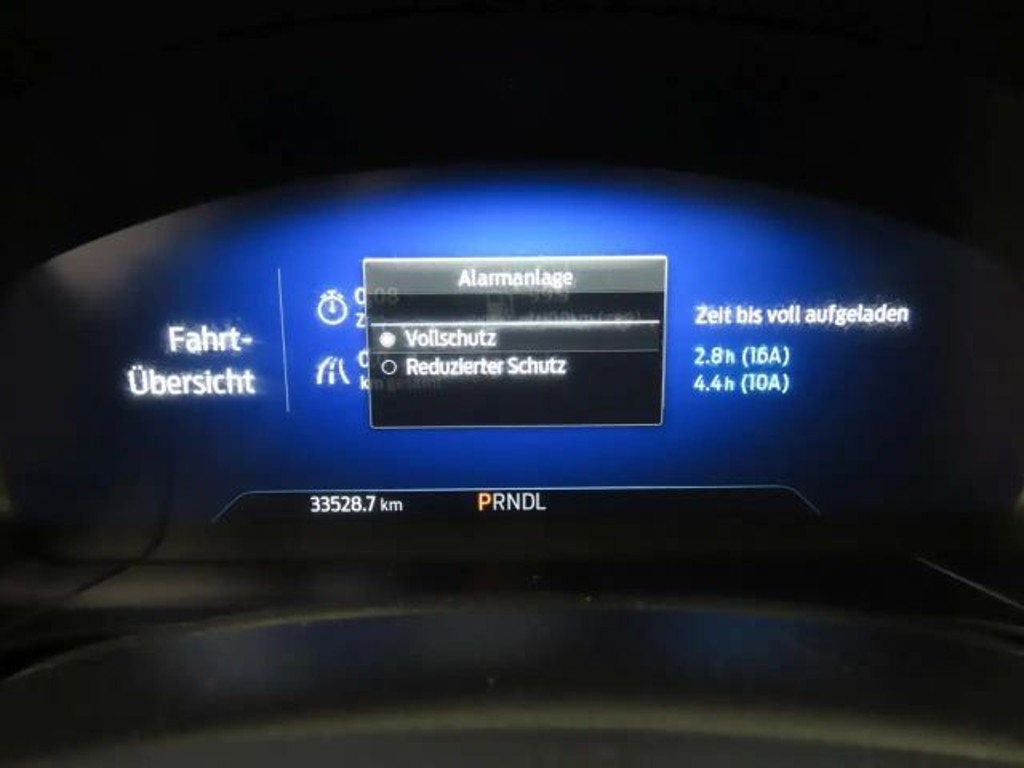 Alarmanlage
Fahrt-
Übersicht
Vollschutz
Reduzierter Schutz
Zeit bis voll aufgeladen
2.8h (16A)
4.4h (10A)
33528.7 km
PRNDL